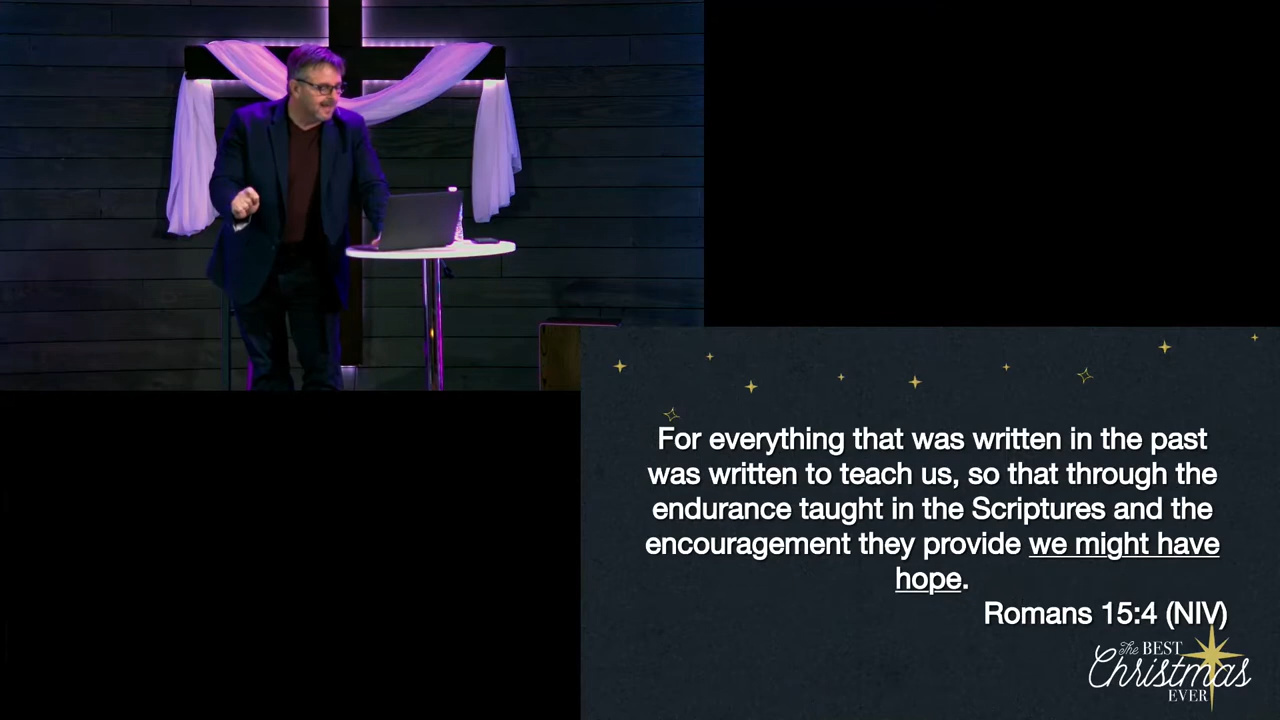 For everything that was written in the past
was written to teach us, so that through the
endurance taught in the Scriptures and the
encouragement they provide we might have
hope.
Romans 15:4 (NIV)
The BEST
Christmas
EVER